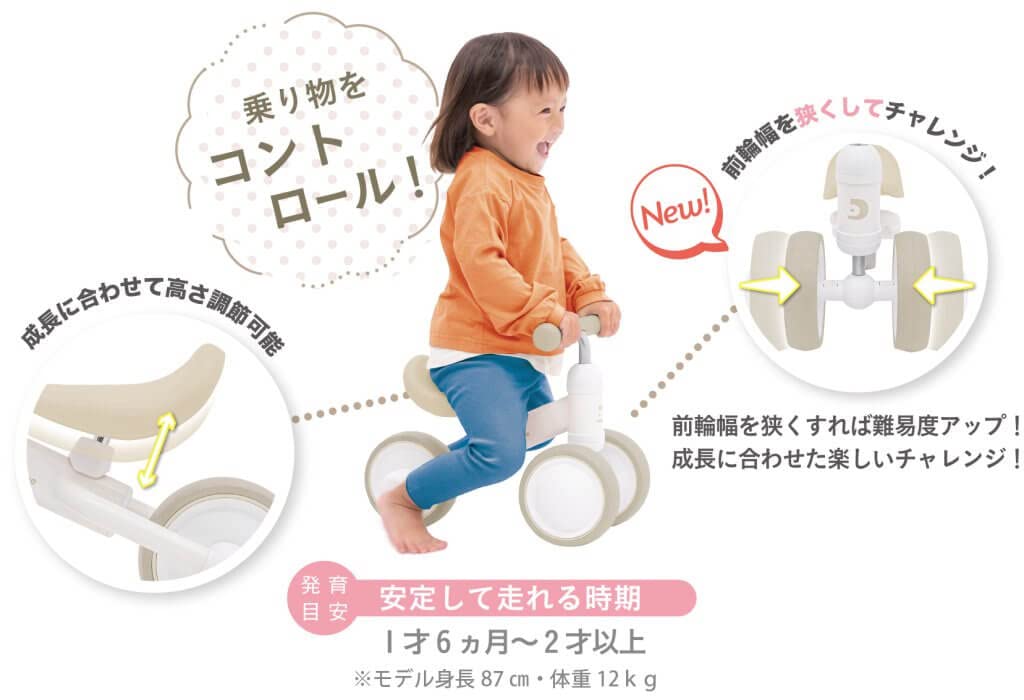 乗り物を
コント
ロール！
New!
前輪幅を狭くしてチャレンジ！
成長に合わせて高さ調節可能
前輪幅を狭くすれば難易度アップ！
成長に合わせた楽しいチャレンジ！
発育
目安
安定して走れる時期
1才6ヵ月〜2才以上
※モデル身長87㎝・体重12kg